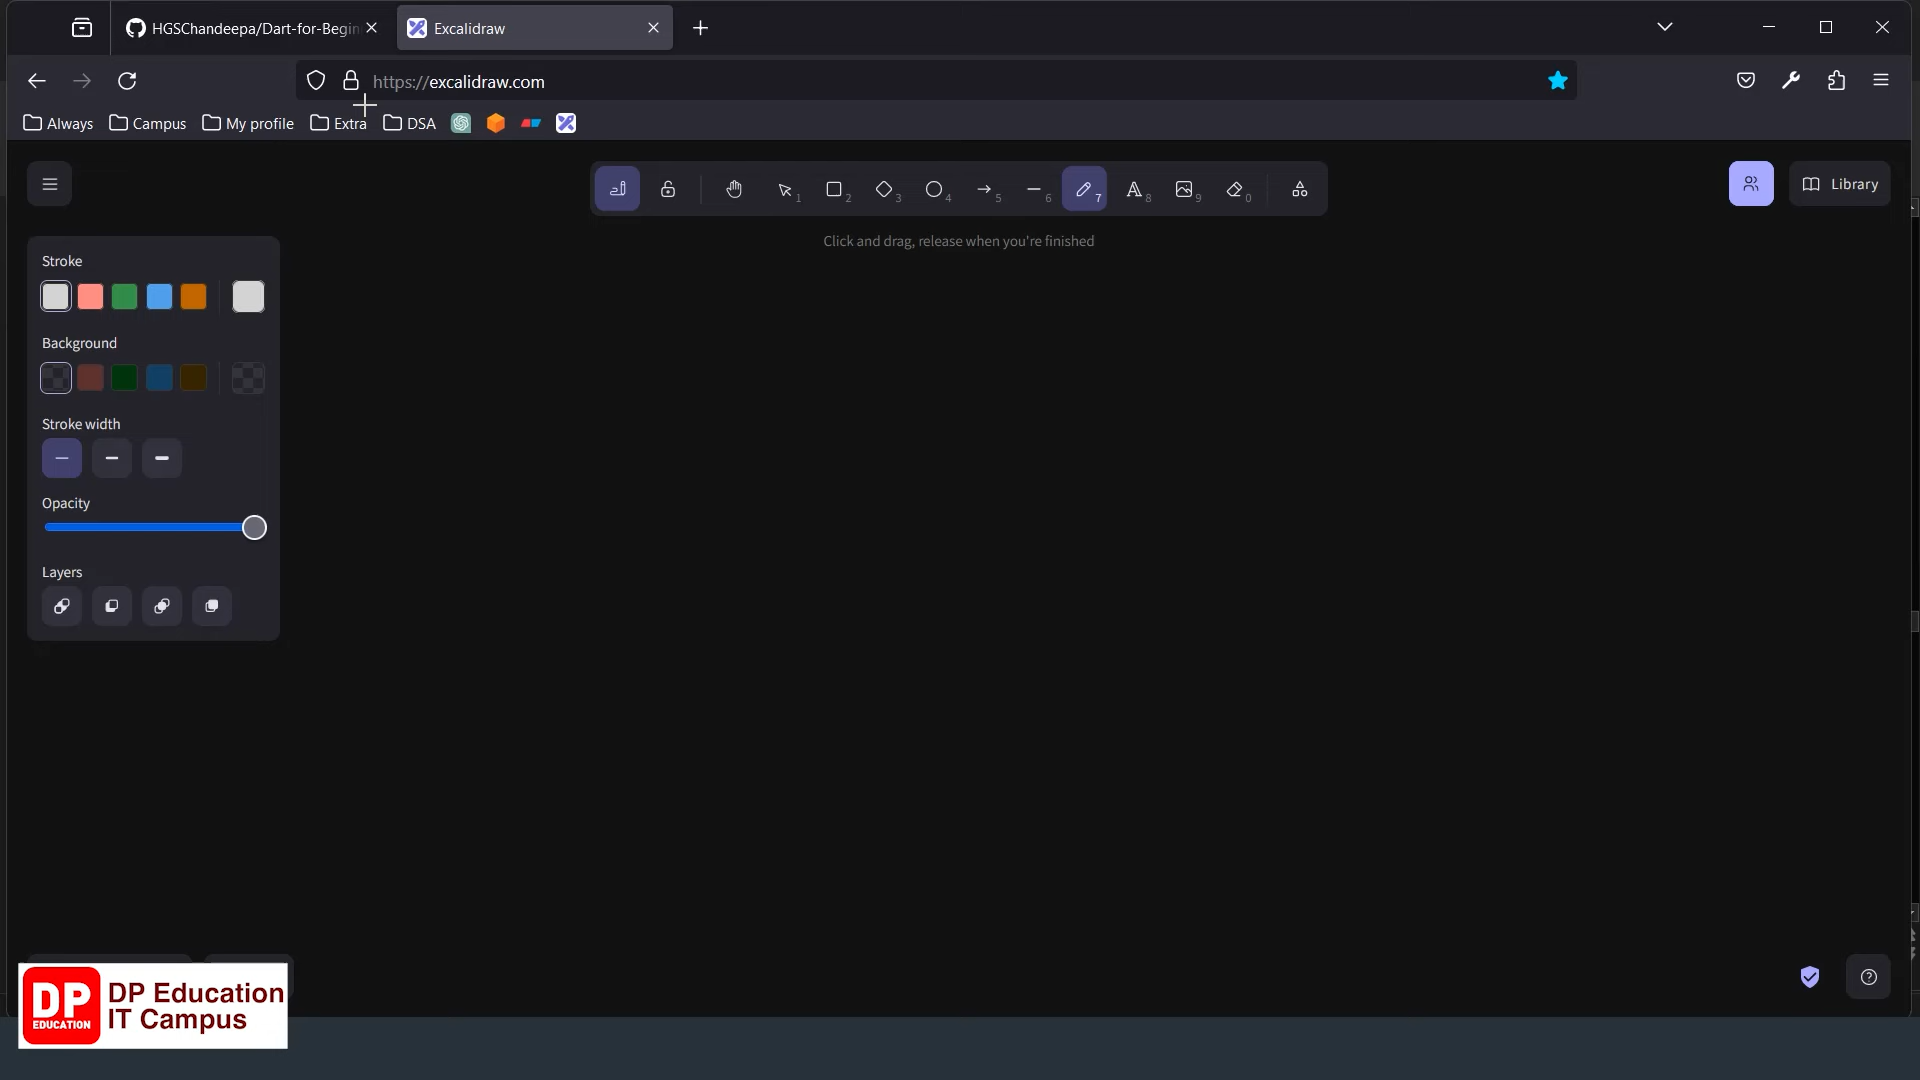 HGSChandeepa/Dart-for-Begin
Excalidraw
https://excalidraw.com
Always
Campus
My profile
Extra
DSA
1
2
3
4
5
6
7
8
9
0
Library
Click and drag, release when you're finished
Stroke
Background
Stroke width
Opacity
Layers
DP
EDUCATION
DP Education
IT Campus